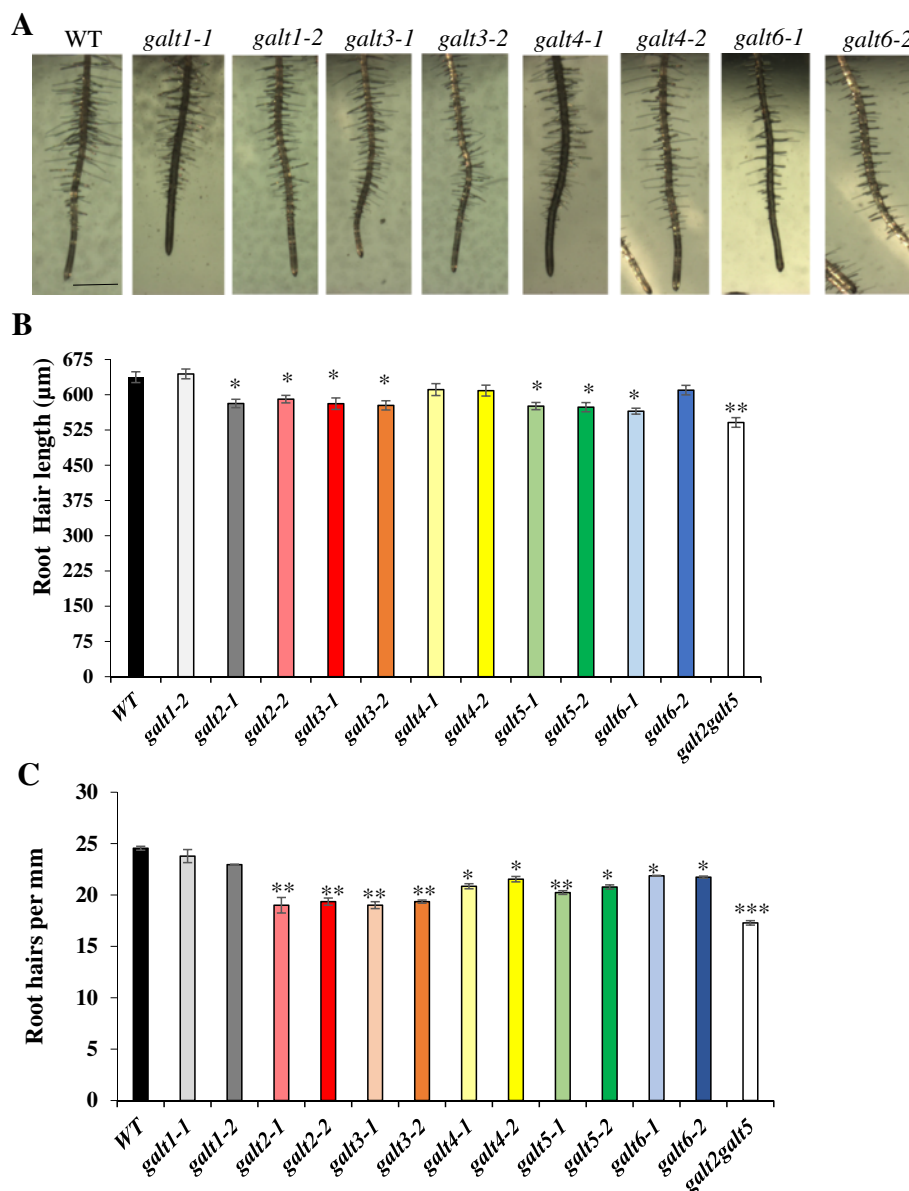 A
WT galt1-1 galt1-2 galt3-1 galt3-2 galt4-1 galt4-2 galt6-1 galt6-2
B
Root Hair length (µm)
675
600
525
450
375
300
225
150
75
0
* * * * * * * **
WT galt1-2 galt2-1 galt2-2 galt3-1 galt3-2 galt4-1 galt4-2 galt5-1 galt5-2 galt6-1 galt6-2 galt2galt5
C
Root hairs per mm
30
25
20
15
10
5
0
** ** ** ** * * ** * * * ***
WT galt1-1 galt1-2 galt2-1 galt2-2 galt3-1 galt3-2 galt4-1 galt4-2 galt5-1 galt5-2 galt6-1 galt6-2 galt2galt5